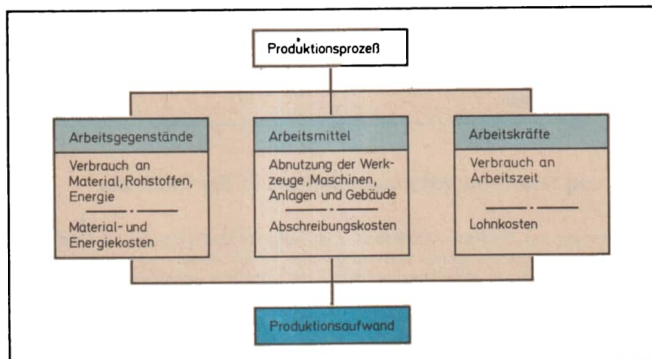 Produktionsprozeß
Arbeitsgegenstände
Verbrauch an
Material, Rohstoffen,
Energie
Material- und
Energiekosten
Arbeitsmittel
Abnutzung der Werk-
zeuge, Maschinen,
Anlagen und Gebäude
Abschreibungskosten
Arbeitskräfte
Verbrauch an
Arbeitszeit
Lohnkosten
Produktionsaufwand